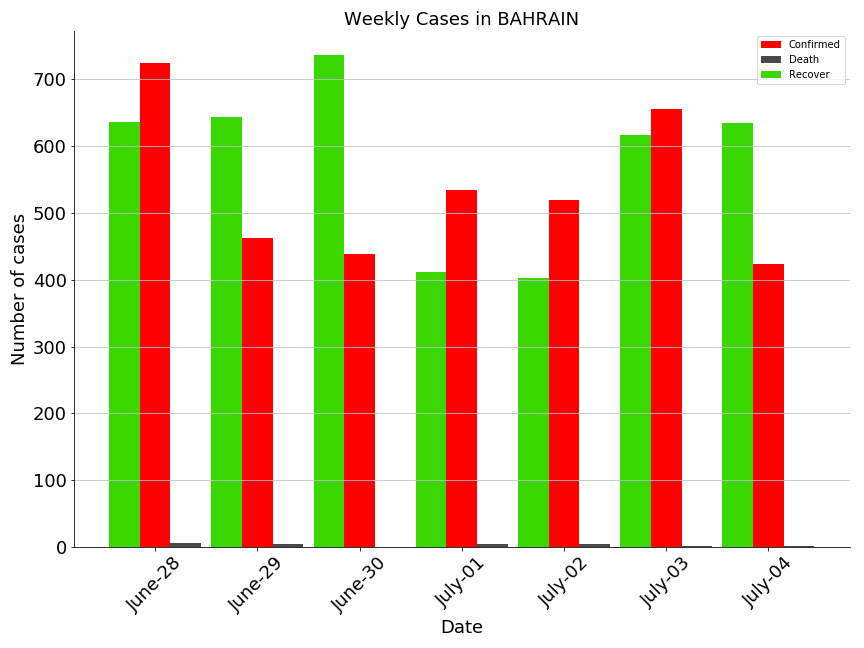 Weekly Cases in BAHRAIN
Confirmed
Death
Recover
Number of cases
700
600
500
400
300
200
100
0
June-28
June-29
June-30
July-01
July-02
July-03
July-04
Date